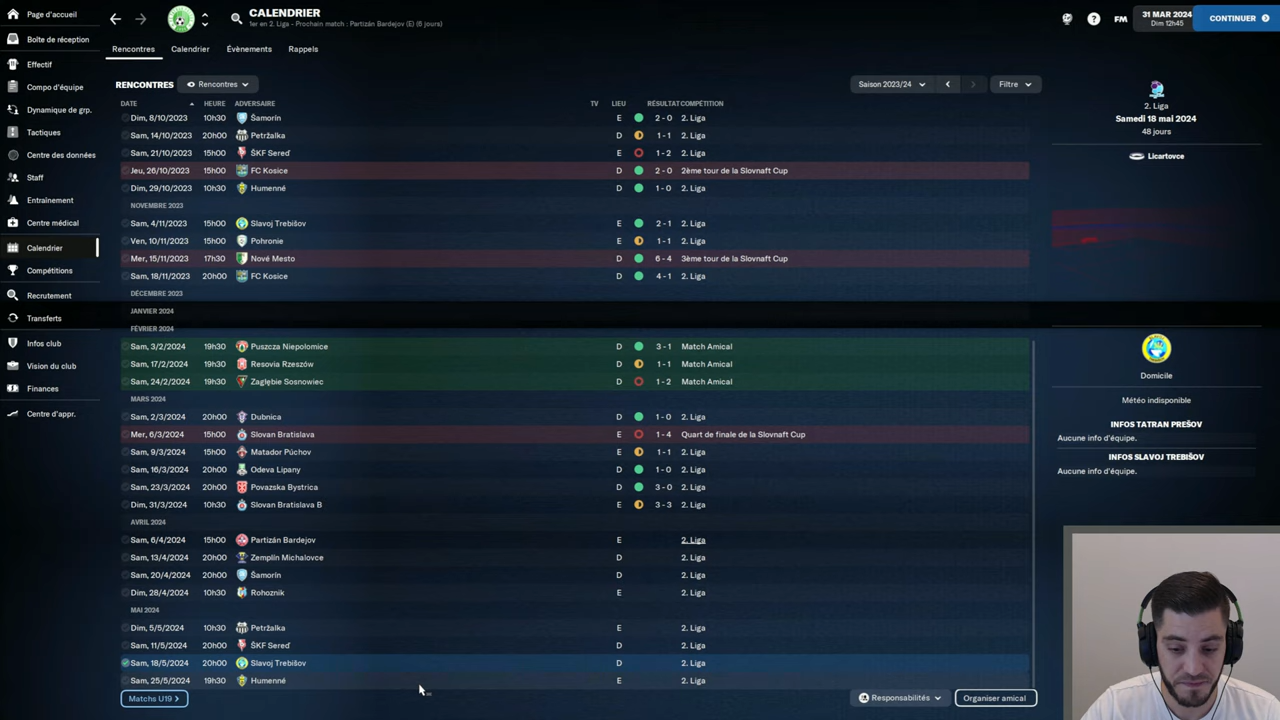 Page d'accueil
Boîte de réception
Effectif
Compo d'équipe
Dynamique de grp.
Tactiques
Centre des données
Staff
Entraînement
Centre médical
Calendrier
Compétitions
Recrutement
Transferts
Infos club
Vision du club
Finances
Centre d'appr.
CALENDRIER
1er en 2. Liga - Prochain match : Partizán Bardejov (E) (6 jours)
FM
31 MAR 2024
Dim 12h45
CONTINUER
Rencontres Calendrier Évènements Rappels
RENCONTRES Rencontres Saison 2023/24 Filtre
DATE HEURE ADVERSAIRE TV LIEU RÉSULTAT COMPÉTITION
Dim, 8/10/2023 10h30 Šamorín E 2 - 0 2. Liga
Sam, 14/10/2023 20h00 Petržalka D 1 - 1 2. Liga
Sam, 21/10/2023 15h00 ŠKF Sereď E 1 - 2 2. Liga
Jeu, 26/10/2023 15h00 FC Kosice D 2 - 0 2ème tour de la Slovnaft Cup
Dim, 29/10/2023 10h30 Humenné D 1 - 0 2. Liga
NOVEMBRE 2023
Sam, 4/11/2023 15h00 Slavoj Trebišov E 2 - 1 2. Liga
Ven, 10/11/2023 15h00 Pohronie E 1 - 1 2. Liga
Mer, 15/11/2023 17h30 Nové Mesto D 6 - 4 3ème tour de la Slovnaft Cup
Sam, 18/11/2023 20h00 FC Kosice D 4 - 1 2. Liga
DÉCEMBRE 2023
JANVIER 2024
FÉVRIER 2024
Sam, 3/2/2024 19h30 Puszcza Niepolomice D 3 - 1 Match Amical
Sam, 17/2/2024 19h30 Resovia Rzeszów D 1 - 1 Match Amical
Sam, 24/2/2024 19h30 Zagłębie Sosnowiec D 1 - 2 Match Amical
MARS 2024
Sam, 2/3/2024 20h00 Dubnica D 1 - 0 2. Liga
Mer, 6/3/2024 15h00 Slovan Bratislava E 1 - 4 Quart de finale de la Slovnaft Cup
Sam, 9/3/2024 15h00 Matador Púchov E 1 - 1 2. Liga
Sam, 16/3/2024 20h00 Odeva Lipany D 1 - 0 2. Liga
Sam, 23/3/2024 20h00 Povazska Bystrica D 3 - 0 2. Liga
Dim, 31/3/2024 10h30 Slovan Bratislava B E 3 - 3 2. Liga
AVRIL 2024
Sam, 6/4/2024 15h00 Partizán Bardejov E 2. Liga
Sam, 13/4/2024 20h00 Zemplín Michalovce D 2. Liga
Sam, 20/4/2024 20h00 Šamorín D 2. Liga
Dim, 28/4/2024 10h30 Rohoznik E 2. Liga
MAI 2024
Dim, 5/5/2024 10h30 Petržalka E 2. Liga
Sam, 11/5/2024 20h00 ŠKF Sereď D 2. Liga
Sam, 18/5/2024 20h00 Slavoj Trebišov D 2. Liga
Sam, 25/5/2024 19h30 Humenné E 2. Liga
Matchs U19 >
Responsabilités
Organiser amical
2. Liga
Samedi 18 mai 2024
48 jours
Licartovce
Domicile
Météo indisponible
INFOS TATRAN PREŠOV
Aucune info d'équipe.
INFOS SLAVOJ TREBIŠOV
Aucune info d'équipe.